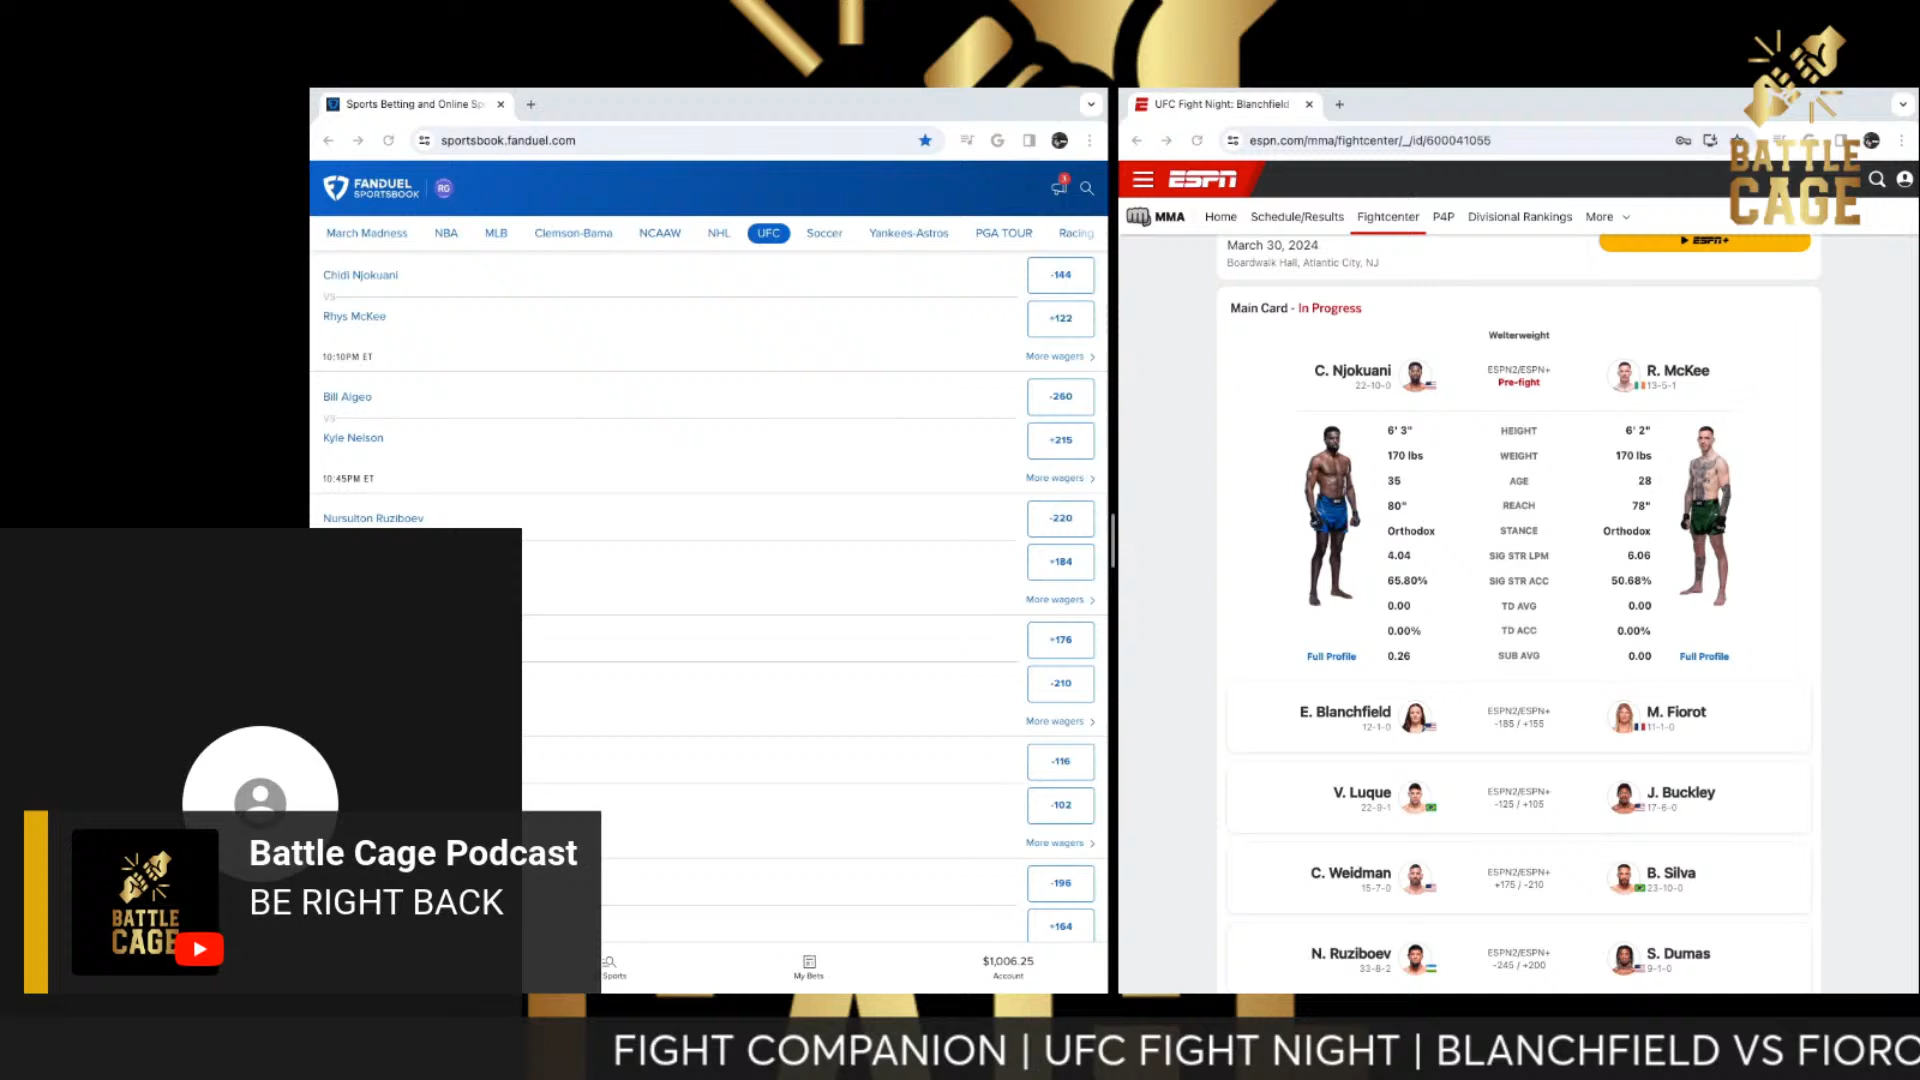 Sports Betting and Online Sp
sportsbook.fanduel.com
FANDUEL
SPORTSBOOK
RG
3
March Madness NBA MLB Clemson-Bama NCAAW NHL UFC Soccer Yankees-Astros PGA TOUR Racing
Chidi Njokuani
-144
VS
Rhys McKee
+122
10:10PM ET
More wagers
Bill Algeo
-260
VS
Kyle Nelson
+215
10:45PM ET
More wagers
Nursulton Ruziboev
-220
+184
More wagers
+176
-210
More wagers
-116
-102
More wagers
-196
+164
Sports
My Bets
$1,006.25
Account
UFC Fight Night: Blanchfield
espn.com/mma/fightcenter/_/id/600041055
ESPN
MMA Home Schedule/Results Fightcenter P4P Divisional Rankings More
March 30, 2024
ESPN+
Boardwalk Hall, Atlantic City, NJ
Main Card - In Progress
Welterweight
C. Njokuani
22-10-0
ESPN2/ESPN+
Pre-fight
R. McKee
13-5-1
6' 3" HEIGHT 6' 2"
170 lbs WEIGHT 170 lbs
35 AGE 28
80" REACH 78"
Orthodox STANCE Orthodox
4.04 SIG STR LPM 6.06
65.80% SIG STR ACC 50.68%
0.00 TD AVG 0.00
0.00% TD ACC 0.00%
Full Profile 0.26 SUB AVG 0.00 Full Profile
E. Blanchfield
12-1-0
ESPN2/ESPN+
-185 / +155
M. Fiorot
11-1-0
V. Luque
22-9-1
ESPN2/ESPN+
-125 / +105
J. Buckley
17-6-0
C. Weidman
15-7-0
ESPN2/ESPN+
+175 / -210
B. Silva
23-10-0
N. Ruziboev
33-8-2
ESPN2/ESPN+
-245 / +200
S. Dumas
9-1-0
BATTLE
CAGE
BATTLE
CAGE
Battle Cage Podcast
BE RIGHT BACK
FIGHT COMPANION | UFC FIGHT NIGHT | BLANCHFIELD VS FIORO